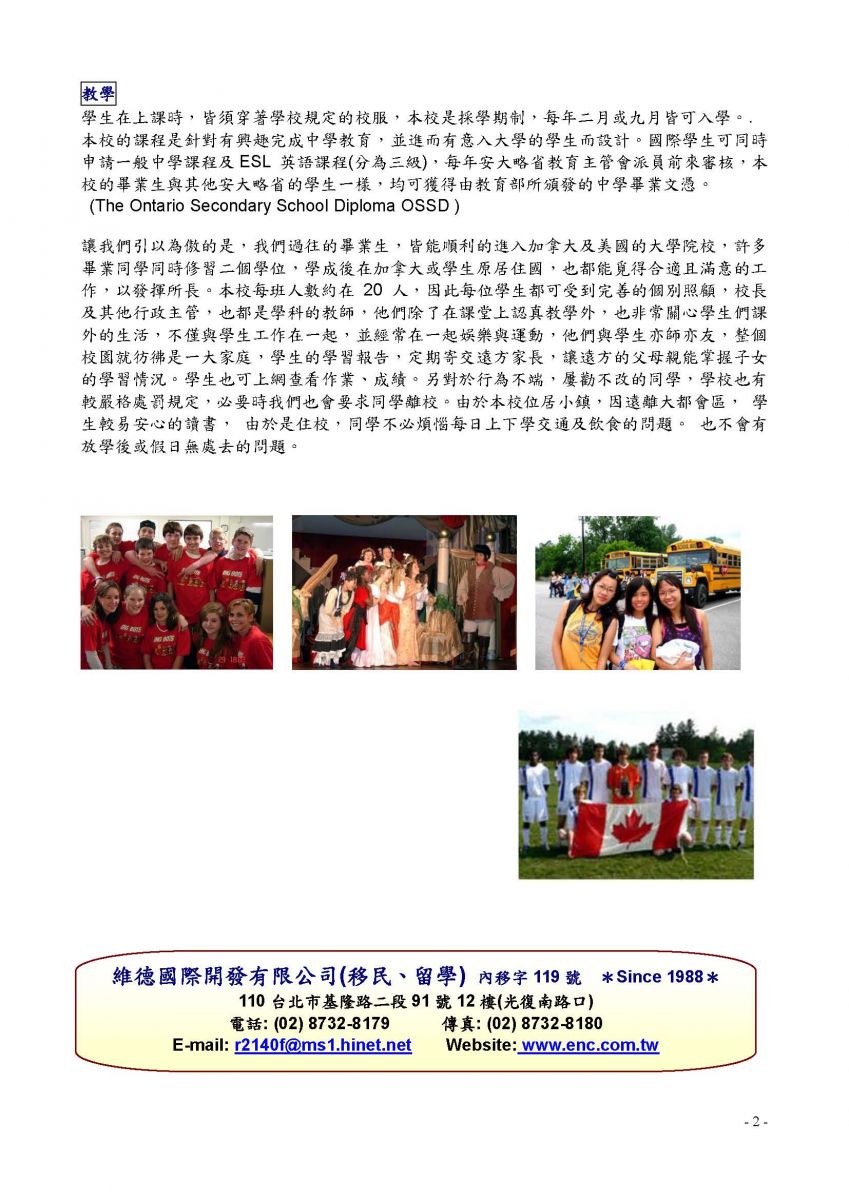 教學
學生在上課時，皆須穿著學校規定的校服，本校是採學期制，每年二月或九月皆可入學。.
本校的課程是針對有興趣完成中學教育，並進而有意入大學的學生而設計。國際學生可同時
申請一般中學課程及 ESL 英語課程(分為三級)，每年安大略省教育主管會派員前來審核，本
校的畢業生與其他安大略省的學生一樣，均可獲得由教育部所頒發的中學畢業文憑。
(The Ontario Secondary School Diploma OSSD )
讓我們引以為傲的是，我們過往的畢業生，皆能順利的進入加拿大及美國的大學院校，許多
畢業同學同時修習二個學位，學成後在加拿大或學生原居住國，也都能覓得合適且滿意的工
作，以發揮所長。本校每班人數約在 20 人，因此每位學生都可受到完善的個別照顧，校長
及其他行政主管，也都是學科的教師，他們除了在課堂上認真教學外，也非常關心學生們課
外的生活，不僅與學生工作在一起，並經常在一起娛樂與運動，他們與學生亦師亦友，整個
校園就彷彿是一大家庭，學生的學習報告，定期寄交遠方家長，讓遠方的父母親能掌握子女
的學習情況。學生也可上網查看作業、成績。另對於行為不端，屢勸不改的同學，學校也有
較嚴格處罰規定，必要時我們也會要求同學離校。由於本校位居小鎮，因遠離大都會區， 學
生較易安心的讀書， 由於是住校，同學不必煩惱每日上下學交通及飲食的問題。 也不會有
放學後或假日無處去的問題。
SCHOOL BUS
維德國際開發有限公司(移民、留學) 內移字 119 號 ＊Since 1988＊
110 台北市基隆路二段 91 號 12 樓(光復南路口)
電話: (02) 8732-8179 傳真: (02) 8732-8180
E-mail: r2140f@ms1.hinet.net Website: www.enc.com.tw
- 2 -